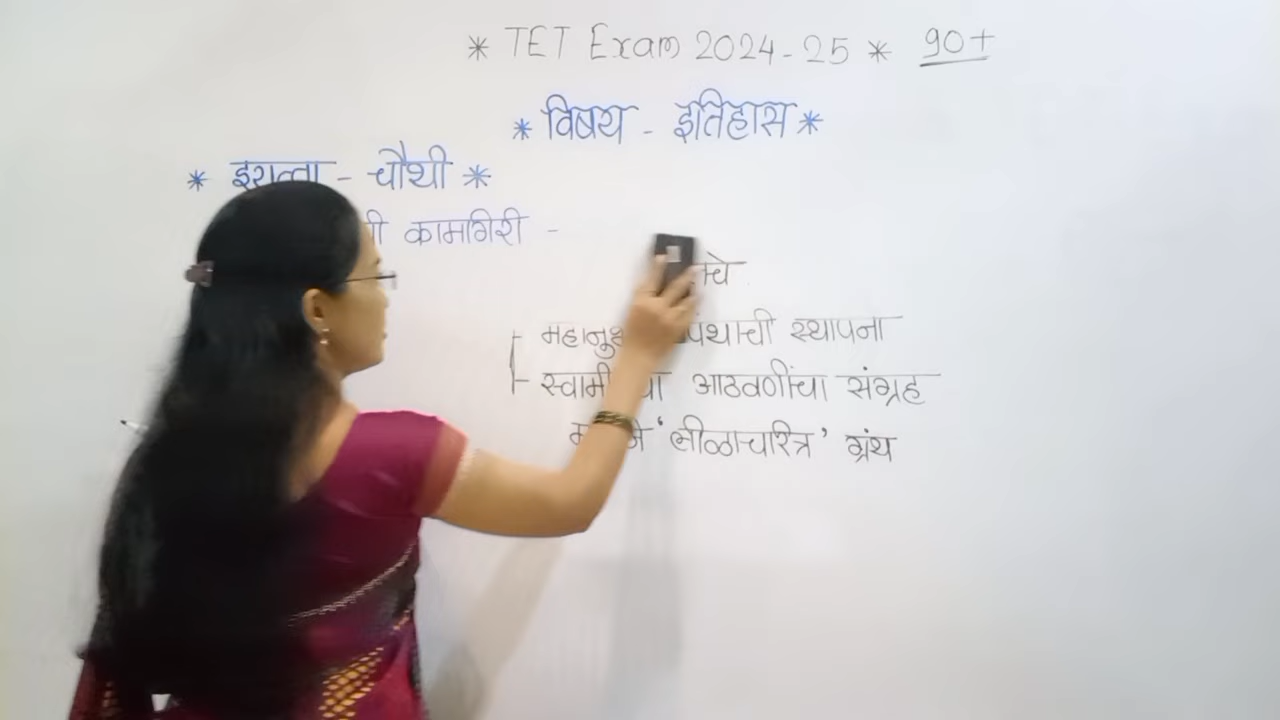 * TET Exam 2024-25 * 90+
* विषय - इतिहास *
* इयत्ता - चौथी *
कामगिरी -
पंथाची स्थापना
आठवणींचा संग्रह
'लीळाचरित्र' ग्रंथ